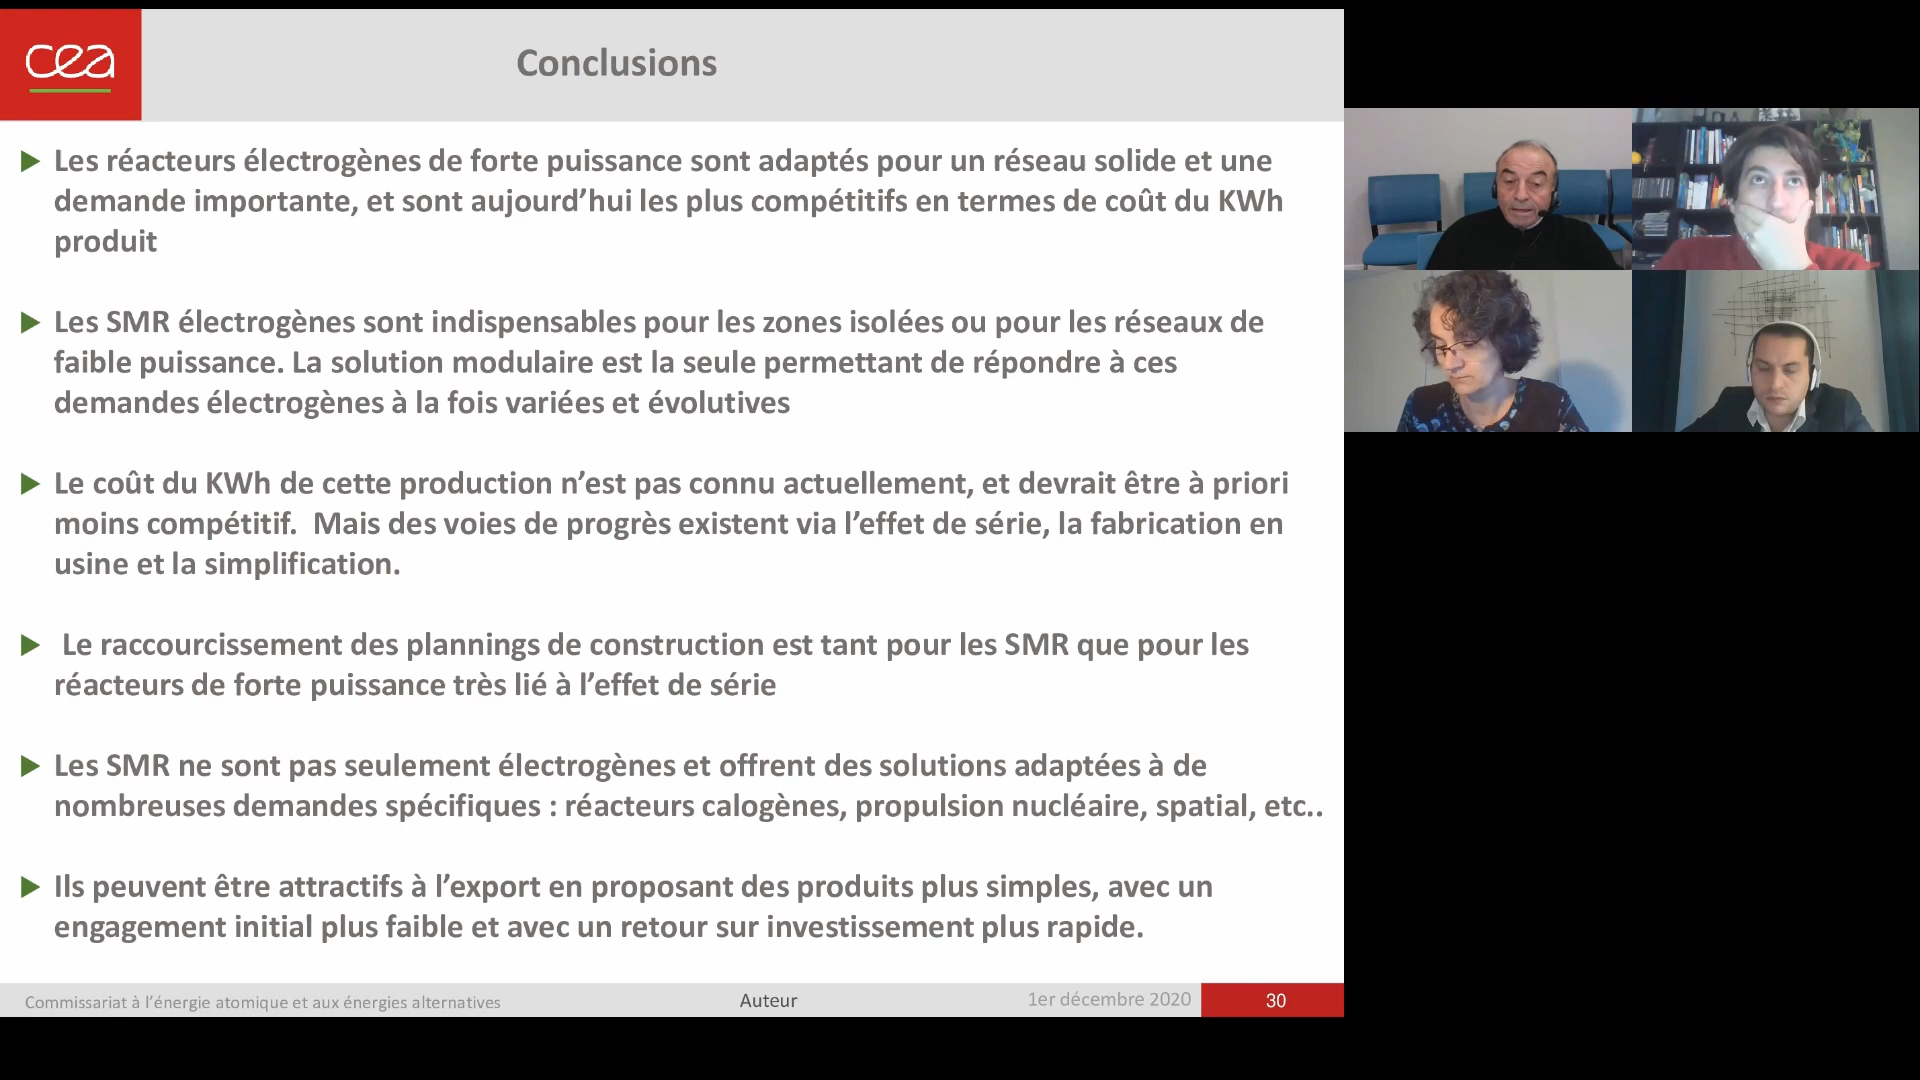 cea
Conclusions
Les réacteurs électrogènes de forte puissance sont adaptés pour un réseau solide et une
demande importante, et sont aujourd’hui les plus compétitifs en termes de coût du KWh
produit
Les SMR électrogènes sont indispensables pour les zones isolées ou pour les réseaux de
faible puissance. La solution modulaire est la seule permettant de répondre à ces
demandes électrogènes à la fois variées et évolutives
Le coût du KWh de cette production n’est pas connu actuellement, et devrait être à priori
moins compétitif.  Mais des voies de progrès existent via l’effet de série, la fabrication en
usine et la simplification.
Le raccourcissement des plannings de construction est tant pour les SMR que pour les
réacteurs de forte puissance très lié à l’effet de série
Les SMR ne sont pas seulement électrogènes et offrent des solutions adaptées à de
nombreuses demandes spécifiques : réacteurs calogènes, propulsion nucléaire, spatial, etc..
Ils peuvent être attractifs à l’export en proposant des produits plus simples, avec un
engagement initial plus faible et avec un retour sur investissement plus rapide.
Commissariat à l’énergie atomique et aux énergies alternatives
Auteur
1er décembre 2020
30